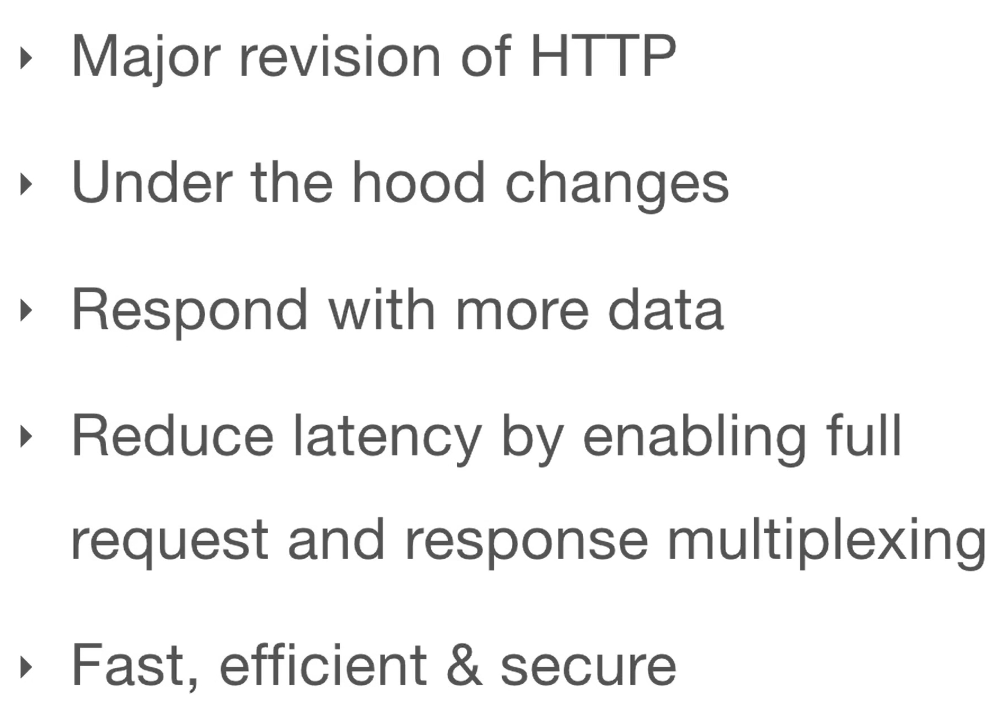 ‣ Major revision of HTTP
‣ Under the hood changes
‣ Respond with more data
‣ Reduce latency by enabling full
request and response multiplexing
‣ Fast, efficient & secure